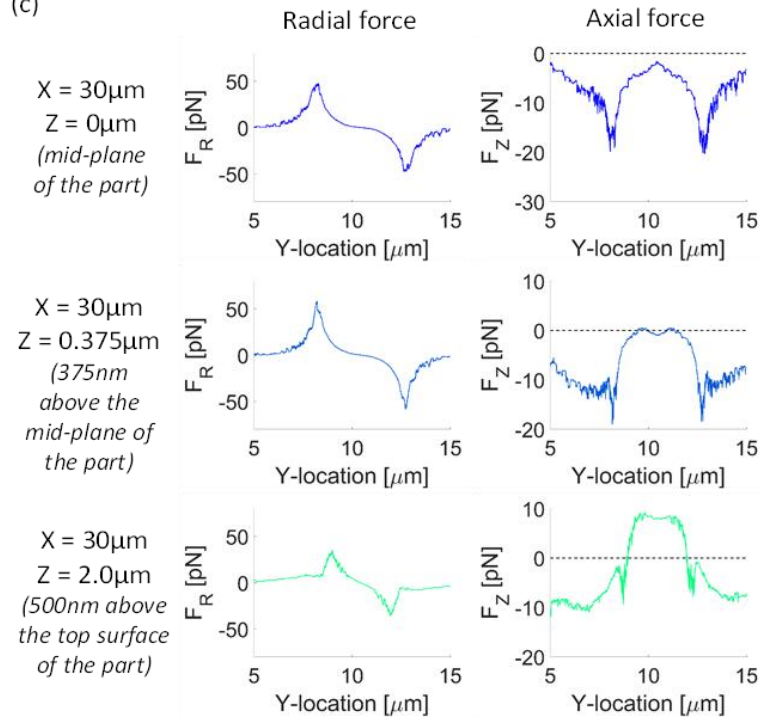 (c)
Radial force
Axial force
X = 30µm
Z = 0µm
(mid-plane
of the part)
F_R [pN]
50
0
-50
5
10
15
Y-location [µm]
F_Z [pN]
0
-10
-20
-30
5
10
15
Y-location [µm]
X = 30µm
Z = 0.375µm
(375nm
above the
mid-plane of
the part)
F_R [pN]
50
0
-50
5
10
15
Y-location [µm]
F_Z [pN]
10
0
-10
-20
5
10
15
Y-location [µm]
X = 30µm
Z = 2.0µm
(500nm above
the top surface
of the part)
F_R [pN]
50
0
-50
5
10
15
Y-location [µm]
F_Z [pN]
10
0
-10
-20
5
10
15
Y-location [µm]